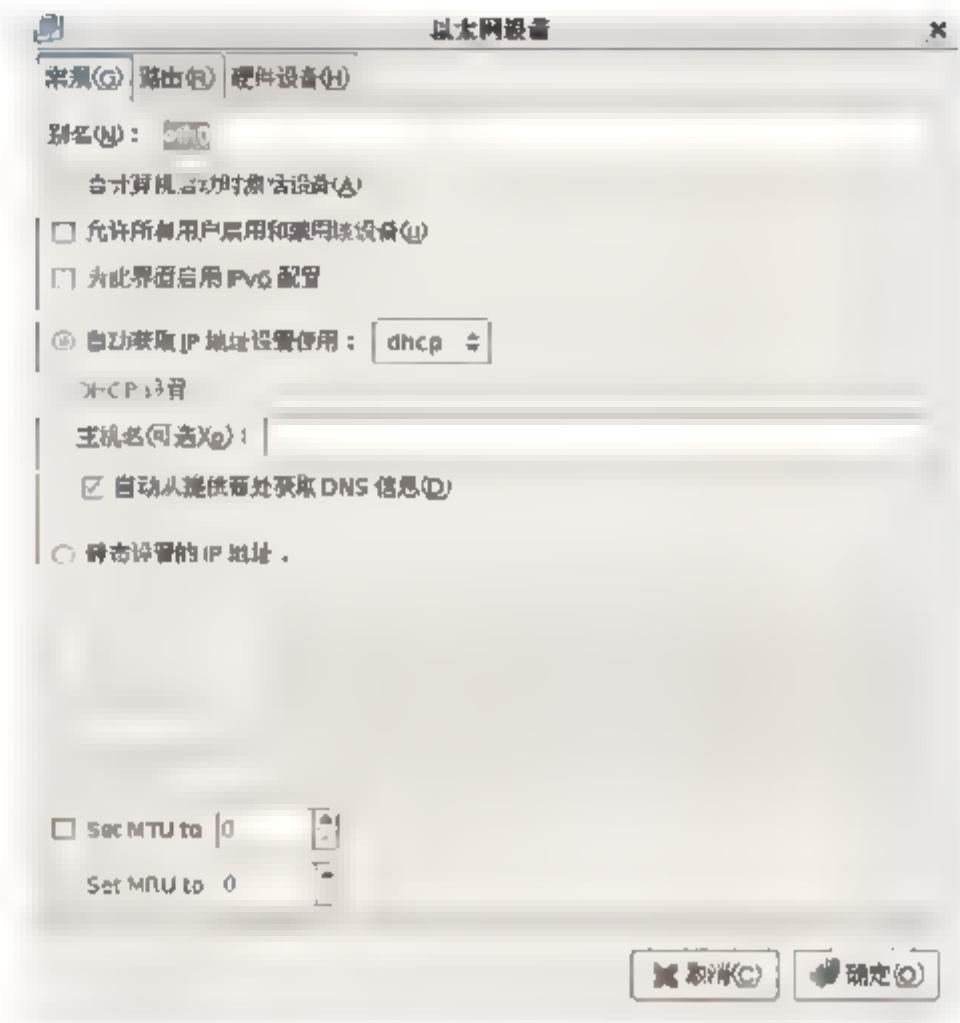 以太网设备
常规(G) 路由(R) 硬件设备(H)
别名(N)： eth0
当计算机启动时激活设备(A)
允许所有用户启用和禁用该设备(U)
为此界面启用 IPv6 配置
自动获取 IP 地址设置使用： dhcp
DHCP 设置
主机名(可选)(o)：
自动从提供商处获取 DNS 信息(D)
静态设置的 IP 地址：
Set MTU to 0
Set MRU to 0
取消(C) 确定(O)